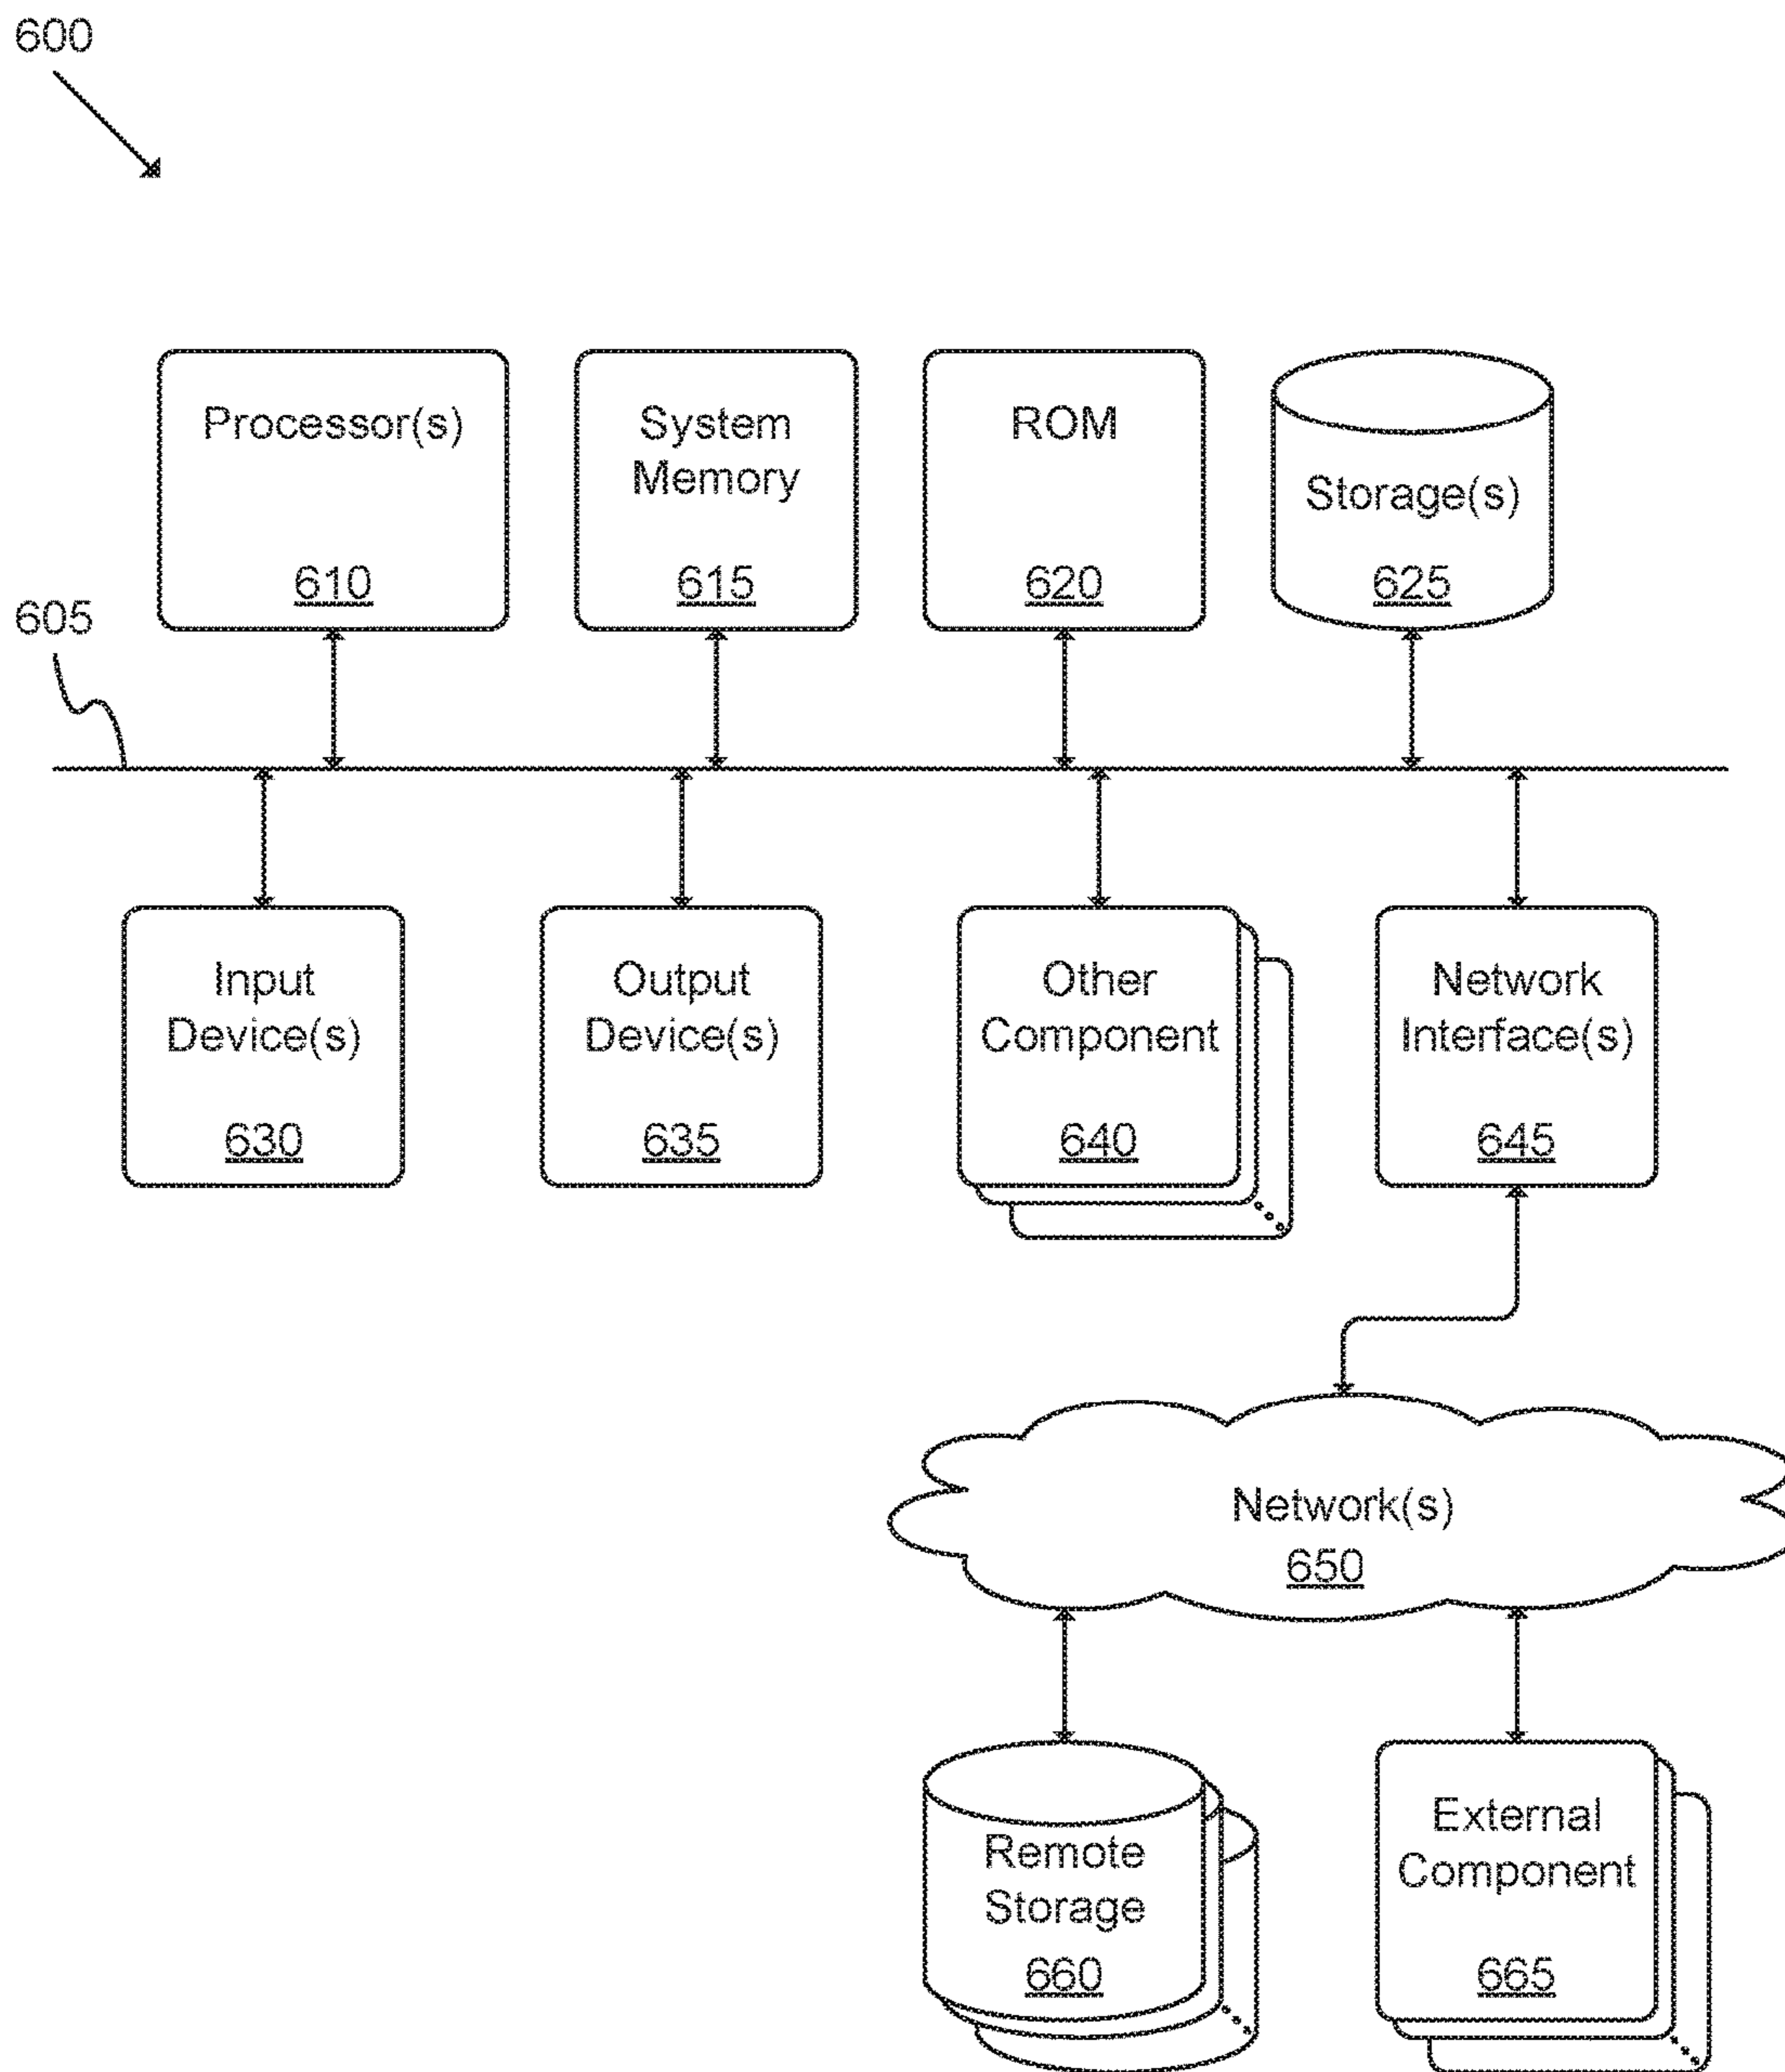 600
Processor(s)
610
System
Memory
615
ROM
620
Storage(s)
625
605
Input
Device(s)
630
Output
Device(s)
635
Other
Component
640
Network
Interface(s)
645
Network(s)
650
Remote
Storage
660
External
Component
665